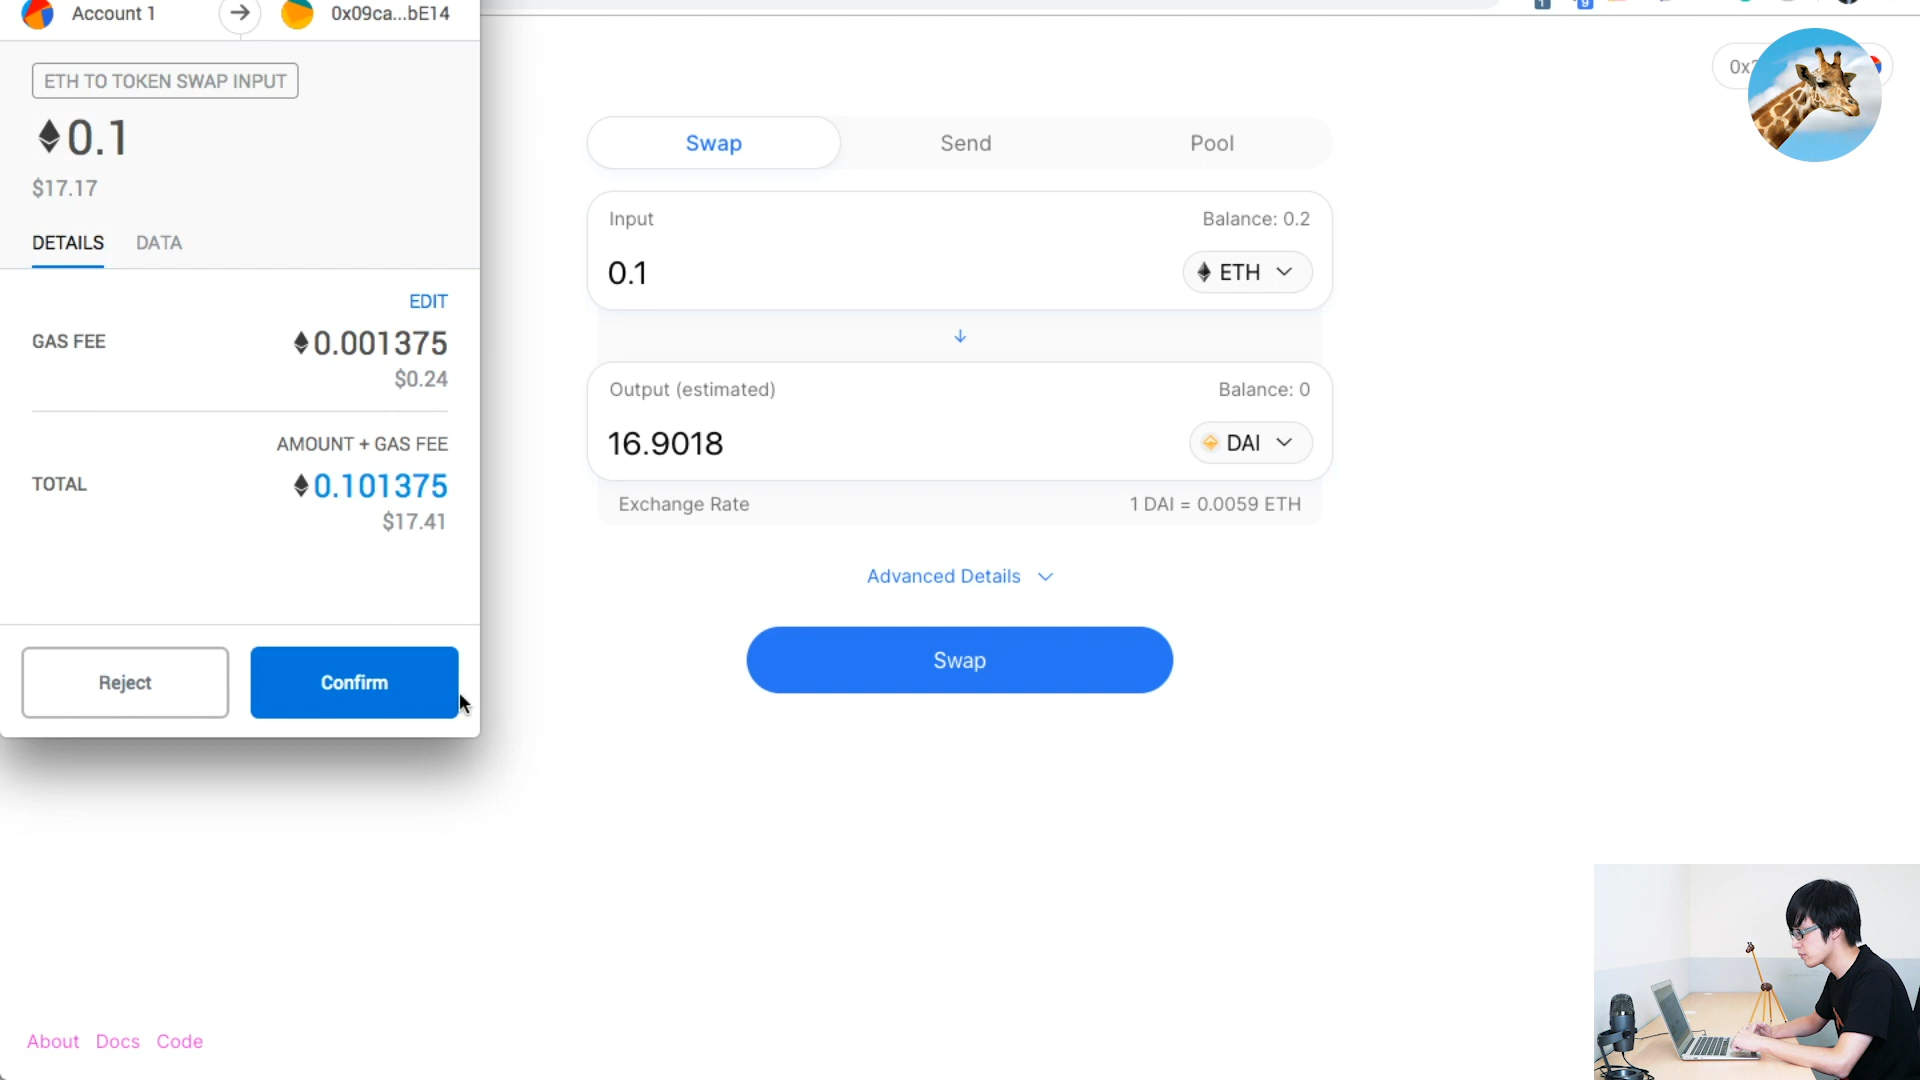 Account 1
0x09ca...bE14
ETH TO TOKEN SWAP INPUT
0.1
$17.17
DETAILS DATA
EDIT
GAS FEE 0.001375
$0.24
AMOUNT + GAS FEE
TOTAL 0.101375
$17.41
Reject Confirm
Swap Send Pool
Input Balance: 0.2
0.1 ETH
Output (estimated) Balance: 0
16.9018 DAI
Exchange Rate 1 DAI = 0.0059 ETH
Advanced Details
Swap
About Docs Code